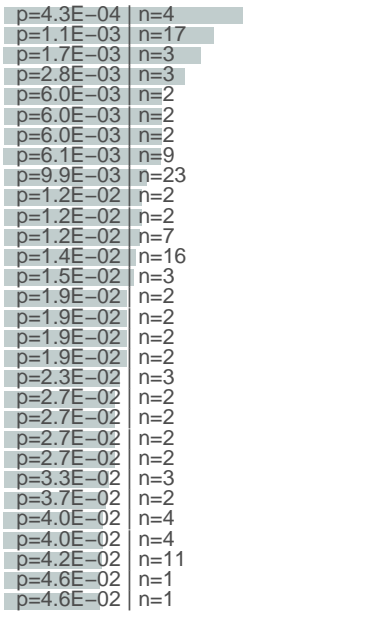 p=4.3E−04 | n=4
p=1.1E−03 | n=17
p=1.7E−03 | n=3
p=2.8E−03 | n=3
p=6.0E−03 | n=2
p=6.0E−03 | n=2
p=6.0E−03 | n=2
p=6.1E−03 | n=9
p=9.9E−03 | n=23
p=1.2E−02 | n=2
p=1.2E−02 | n=2
p=1.2E−02 | n=7
p=1.4E−02 | n=16
p=1.5E−02 | n=3
p=1.9E−02 | n=2
p=1.9E−02 | n=2
p=1.9E−02 | n=2
p=1.9E−02 | n=2
p=2.3E−02 | n=3
p=2.7E−02 | n=2
p=2.7E−02 | n=2
p=2.7E−02 | n=2
p=2.7E−02 | n=2
p=3.3E−02 | n=3
p=3.7E−02 | n=2
p=4.0E−02 | n=4
p=4.0E−02 | n=4
p=4.2E−02 | n=11
p=4.6E−02 | n=1
p=4.6E−02 | n=1